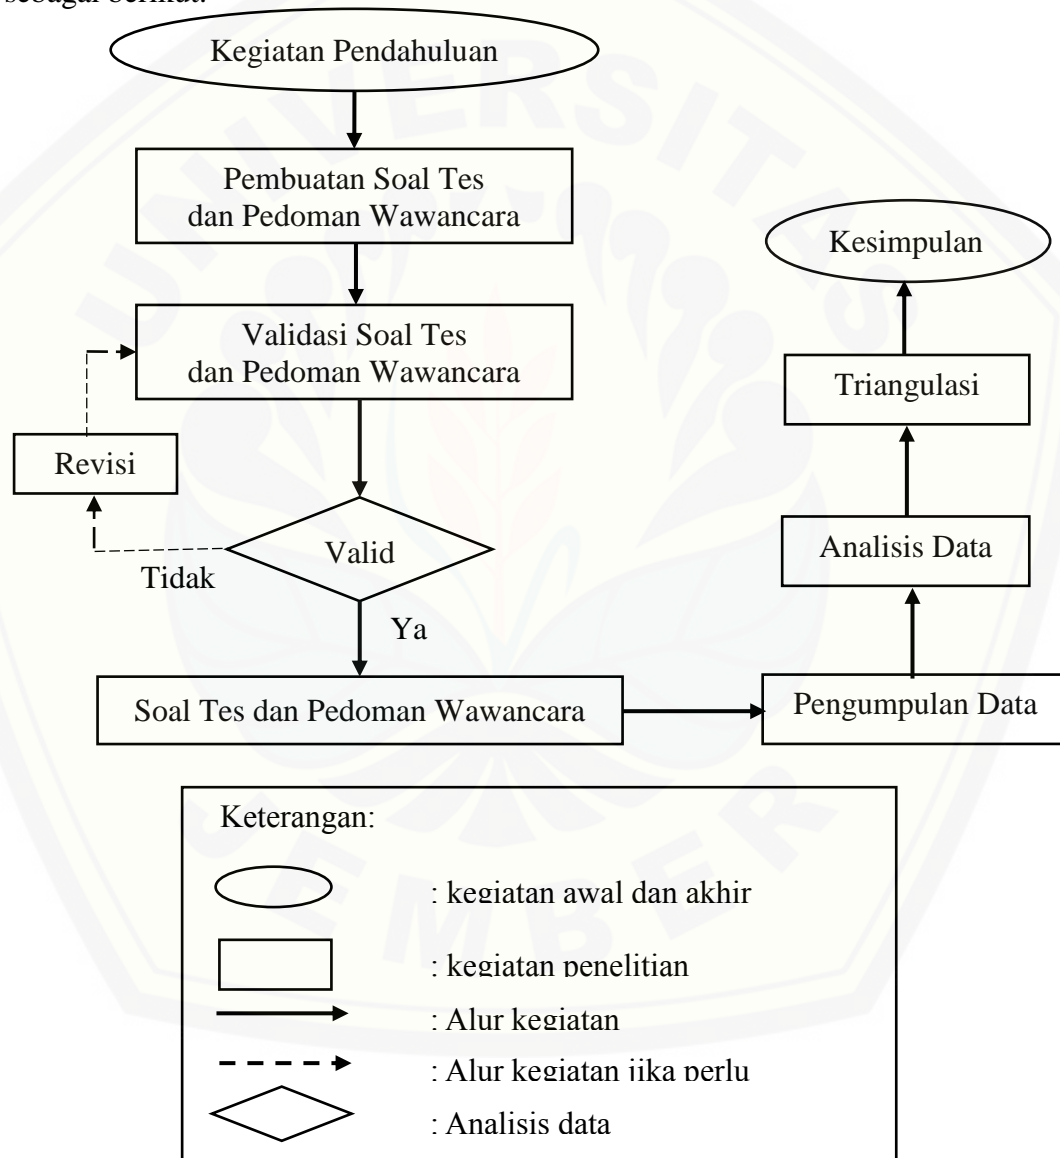 sebagai berikut:
Kegiatan Pendahuluan
Pembuatan Soal Tes
dan Pedoman Wawancara
Validasi Soal Tes
dan Pedoman Wawancara
Revisi
Valid
Tidak
Ya
Soal Tes dan Pedoman Wawancara
Pengumpulan Data
Analisis Data
Triangulasi
Kesimpulan
Keterangan:
: kegiatan awal dan akhir
: kegiatan penelitian
: Alur kegiatan
: Alur kegiatan jika perlu
: Analisis data
UNIVERSITAS
JEMBER